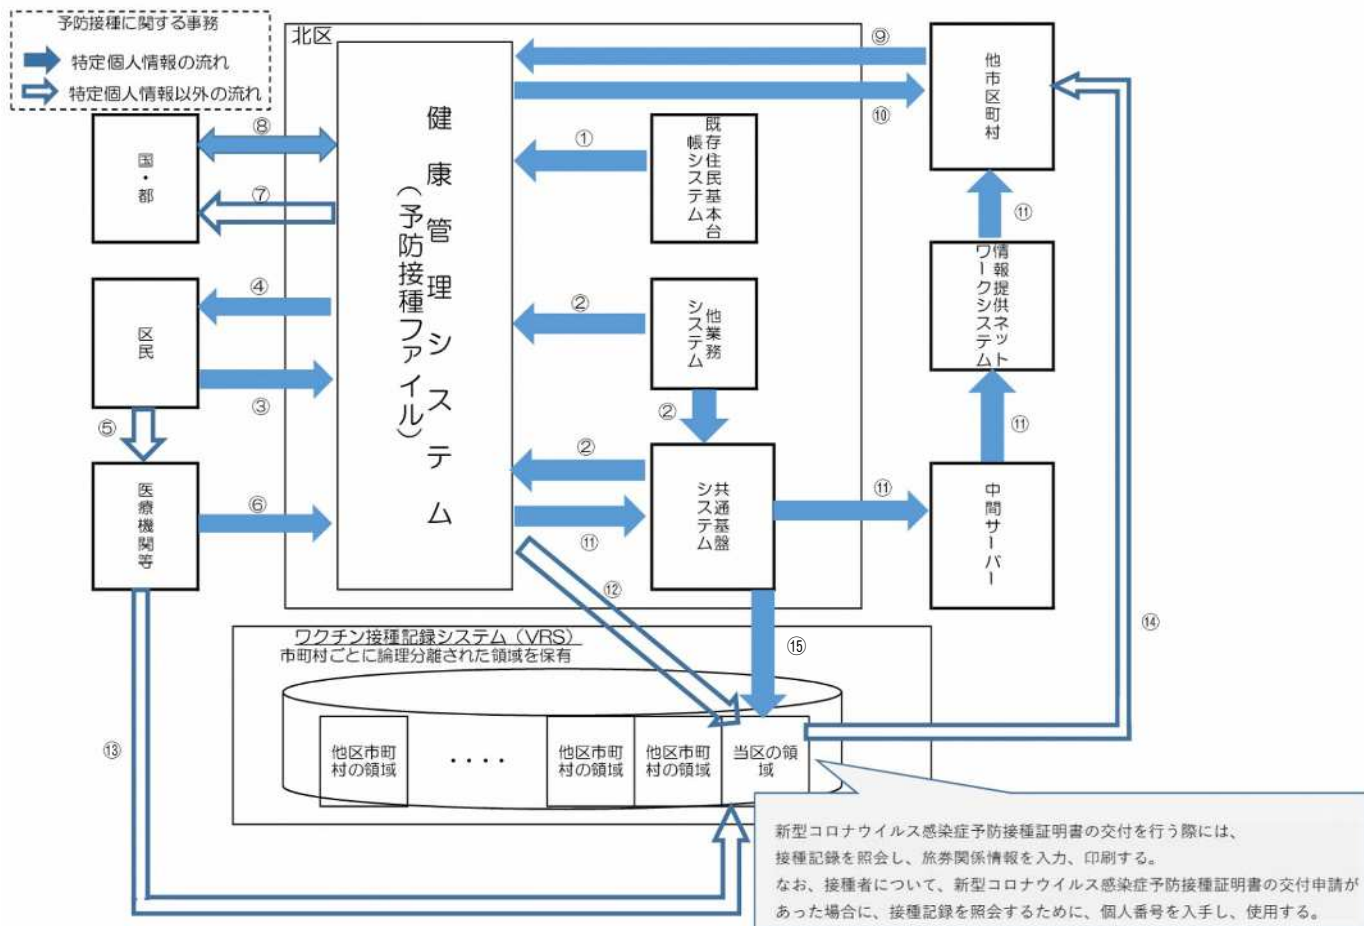 予防接種に関する事務
特定個人情報の流れ
特定個人情報以外の流れ
北区
健康管理システム
（予防接種ファイル）
国・都
区民
医療機関等
既存住民基本台
帳システム
他業務
システム
共通基盤
システム
他市区町村
情報提供ネット
ワークシステム
中間サーバー
⑨
⑩
⑧
①
⑦
⑪
④
②
③
②
⑤
⑪
②
⑥
⑪
⑪
⑫
⑭
⑮
⑬
ワクチン接種記録システム（VRS）
市町村ごとに論理分離された領域を保有
他区市町
村の領域
・・・・
他区市町
村の領域
他区市町
村の領域
当区の領
域
新型コロナウイルス感染症予防接種証明書の交付を行う際には、
接種記録を照会し、旅券関係情報を入力、印刷する。
なお、接種者について、新型コロナウイルス感染症予防接種証明書の交付申請が
あった場合に、接種記録を照会するために、個人番号を入手し、使用する。